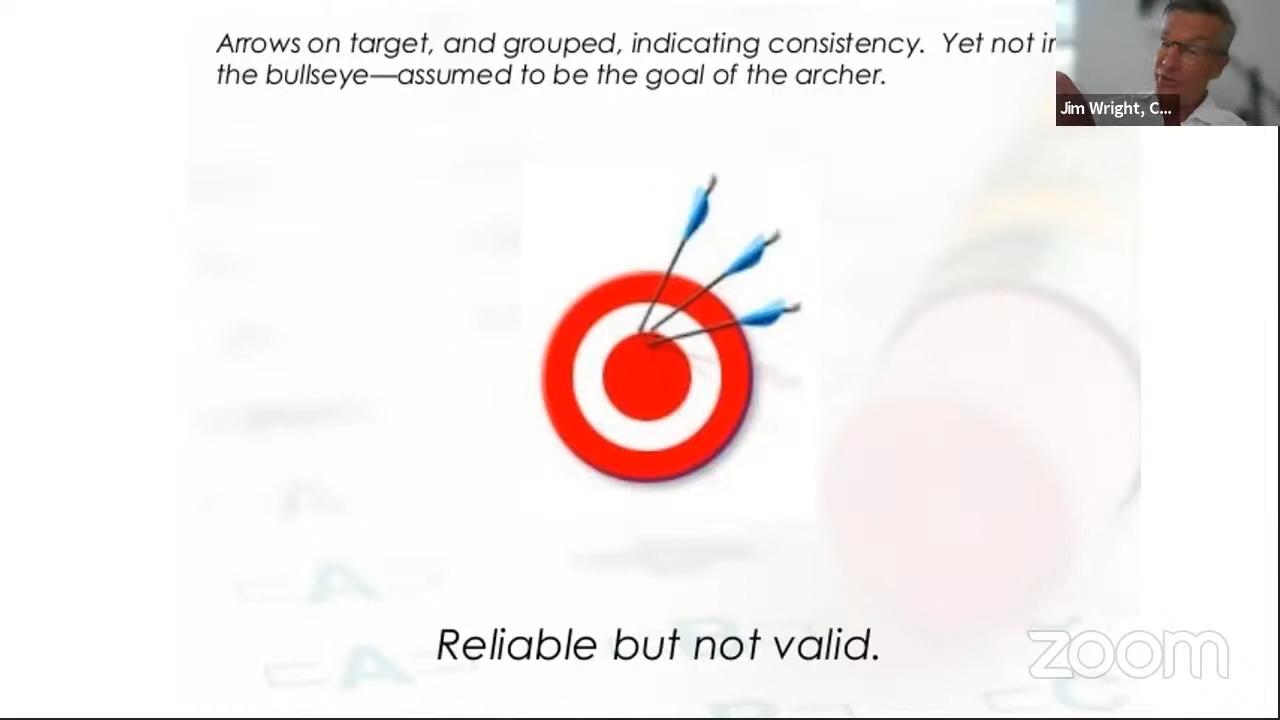 Arrows on target, and grouped, indicating consistency. Yet not
the bullseye—assumed to be the goal of the archer.
Jim Wright, C...
A
A
A
Reliable but not valid.
B
C
zoom